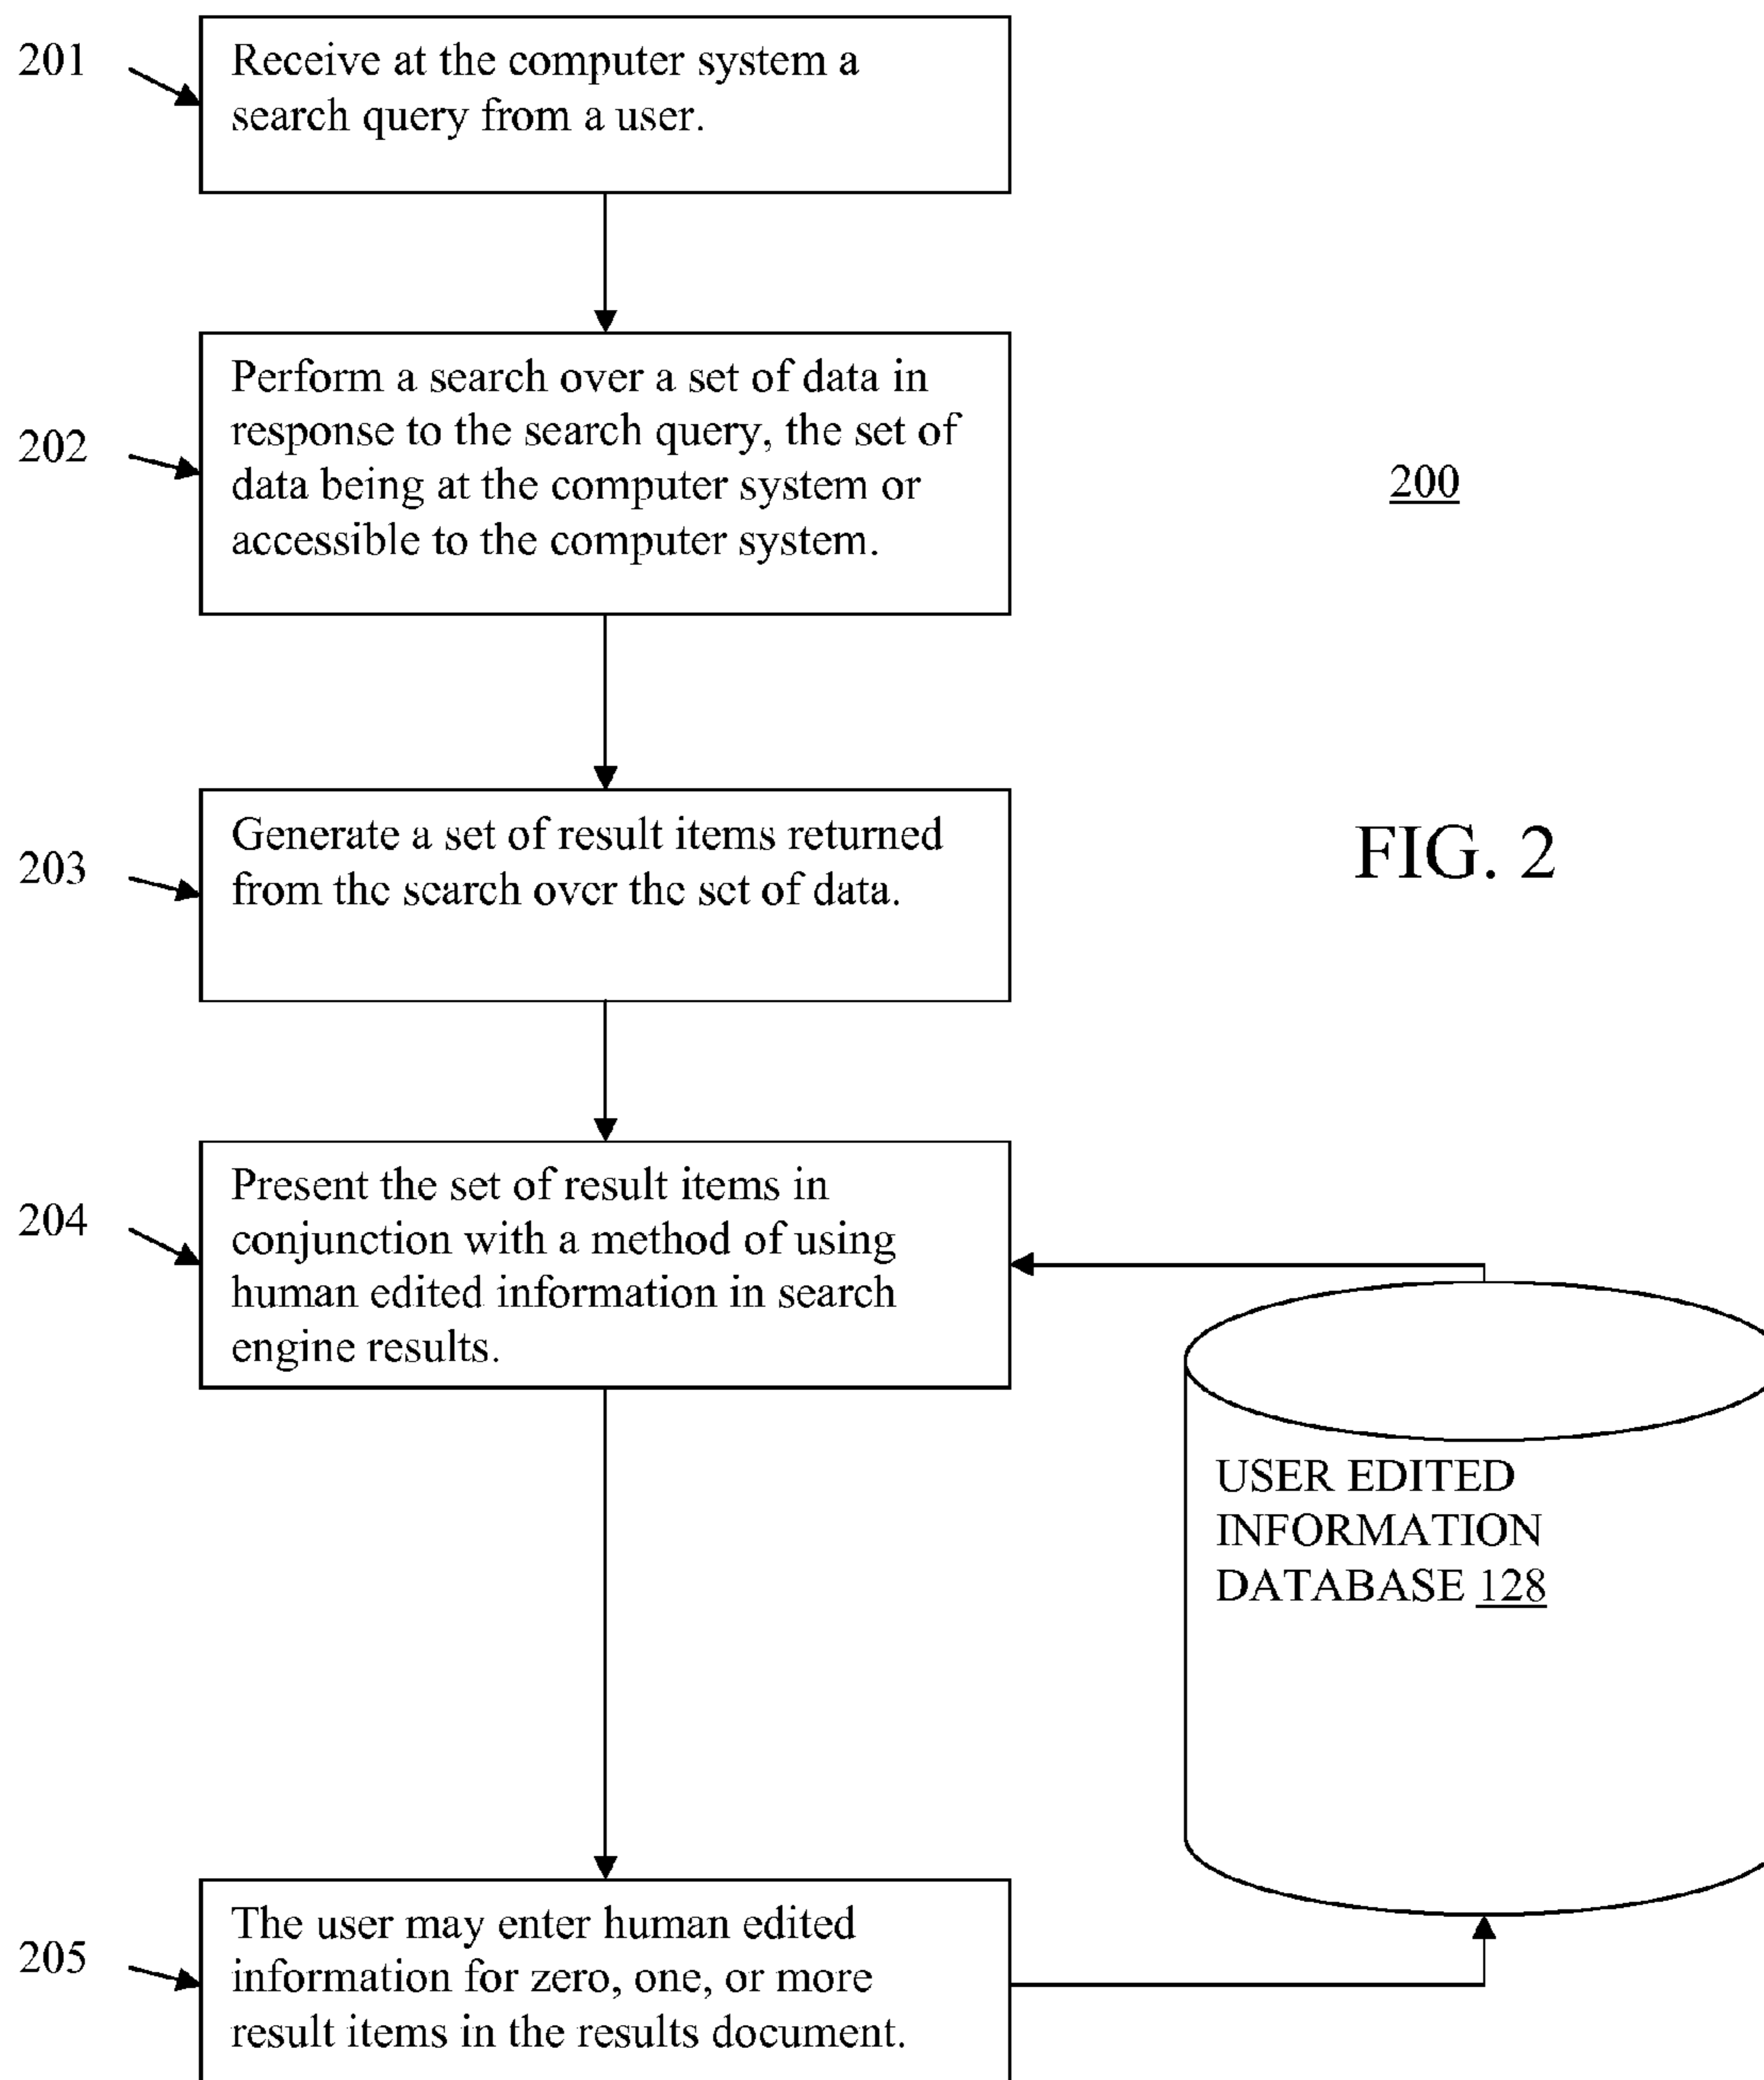 201
Receive at the computer system a
search query from a user.
202
Perform a search over a set of data in
response to the search query, the set of
data being at the computer system or
accessible to the computer system.
200
203
Generate a set of result items returned
from the search over the set of data.
FIG. 2
204
Present the set of result items in
conjunction with a method of using
human edited information in search
engine results.
USER EDITED
INFORMATION
DATABASE 128
205
The user may enter human edited
information for zero, one, or more
result items in the results document.